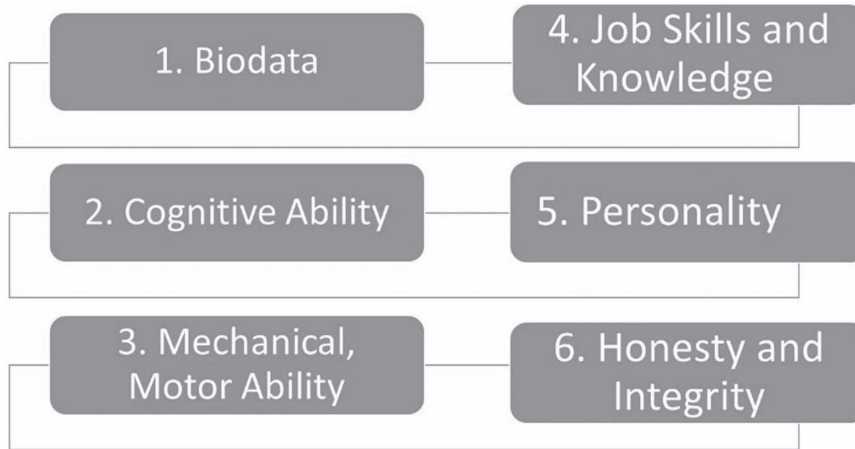 1. Biodata
4. Job Skills and
Knowledge
2. Cognitive Ability
5. Personality
3. Mechanical,
Motor Ability
6. Honesty and
Integrity